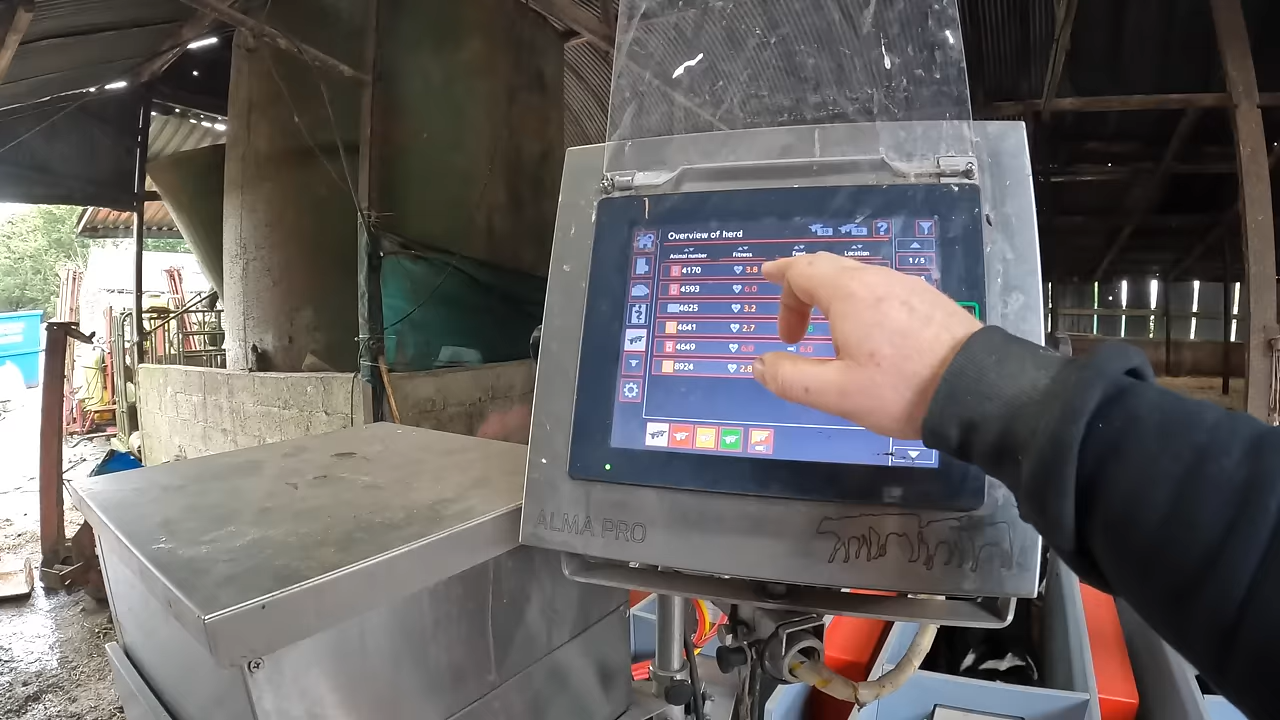 Overview of herd
?
Animal number Fitness Feed Location
1/5
4170 3.8
4593 6.0
4625 3.2
4641 2.7
4649 6.0 6.0
8924 2.8
ALMA PRO